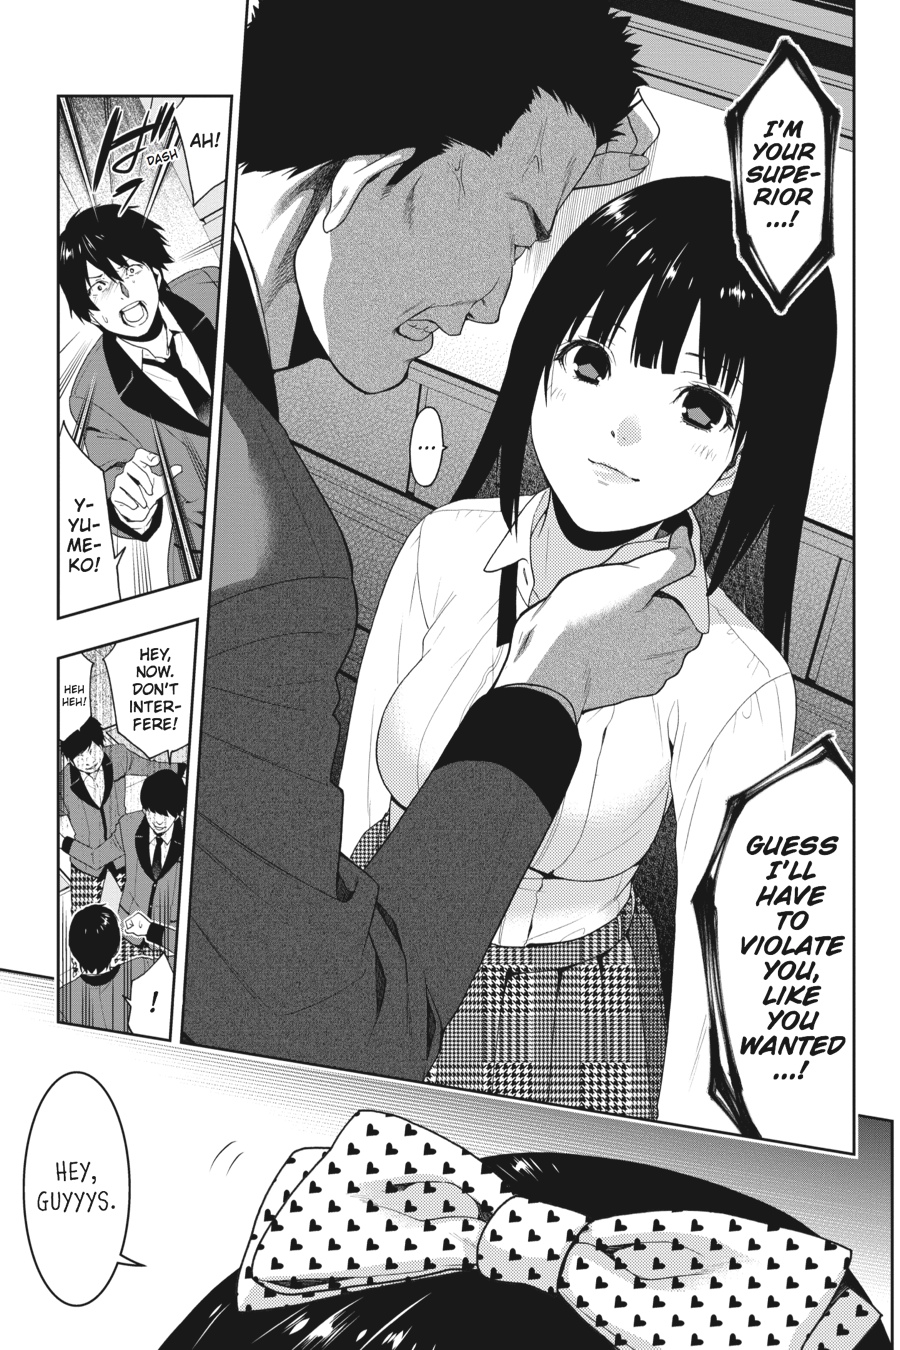 I'M
YOUR
SUPE-
RIOR
...!
...
GUESS
I'LL
HAVE
TO
VIOLATE
YOU,
LIKE
YOU
WANTED
...!
AH!
バッ
DASH
Y-
YU-
ME-
KO!
HEY,
NOW.
DON'T
INTER-
FERE!
HEH
HEH!
!
HEY,
GUYYYS.